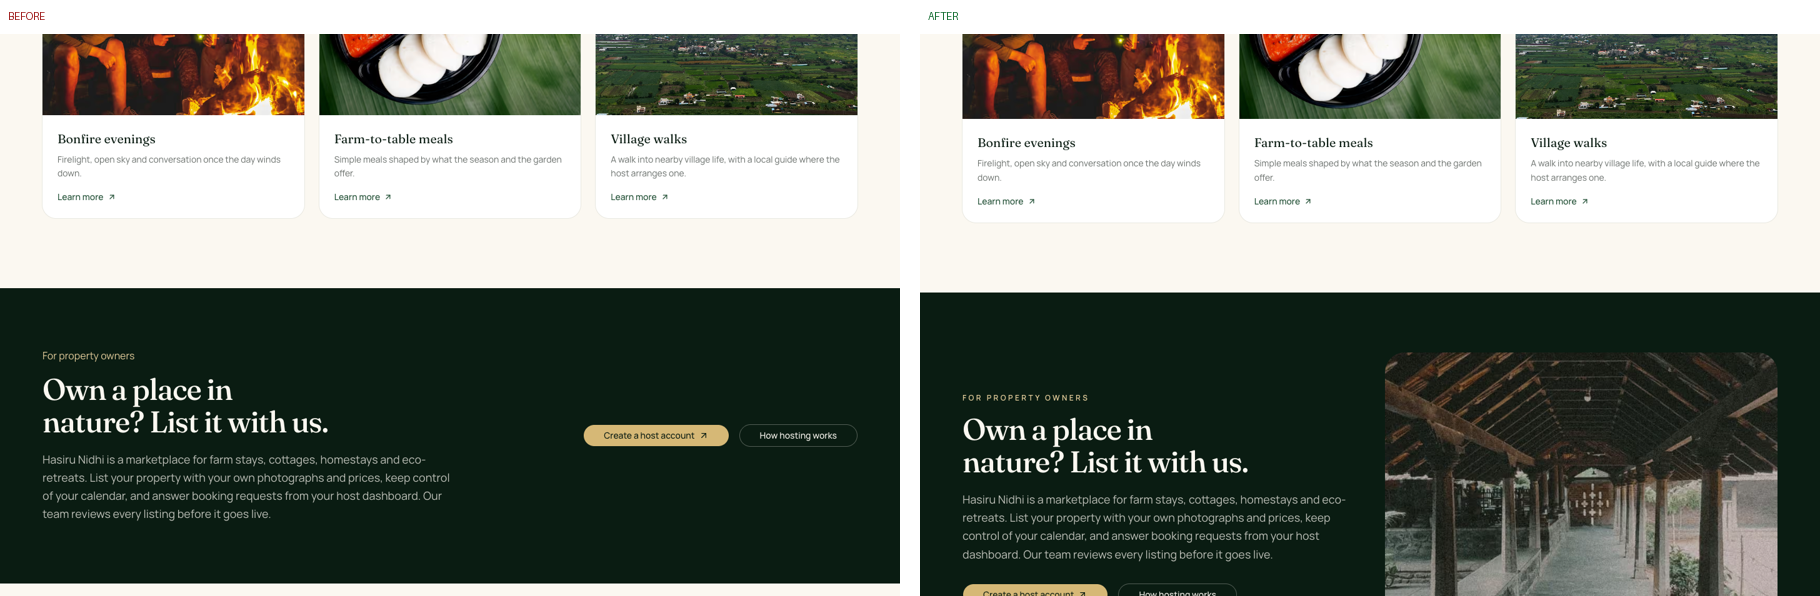 BEFORE
Bonfire evenings
Firelight, open sky and conversation once the day winds
down.
Learn more
Farm-to-table meals
Simple meals shaped by what the season and the garden
offer.
Learn more
Village walks
A walk into nearby village life, with a local guide where the
host arranges one.
Learn more
For property owners
Own a place in
nature? List it with us.
Hasiru Nidhi is a marketplace for farm stays, cottages, homestays and eco-
retreats. List your property with your own photographs and prices, keep control
of your calendar, and answer booking requests from your host dashboard. Our
team reviews every listing before it goes live.
Create a host account
How hosting works
AFTER
Bonfire evenings
Firelight, open sky and conversation once the day winds
down.
Learn more
Farm-to-table meals
Simple meals shaped by what the season and the garden
offer.
Learn more
Village walks
A walk into nearby village life, with a local guide where the
host arranges one.
Learn more
FOR PROPERTY OWNERS
Own a place in
nature? List it with us.
Hasiru Nidhi is a marketplace for farm stays, cottages, homestays and eco-
retreats. List your property with your own photographs and prices, keep
control of your calendar, and answer booking requests from your host
dashboard. Our team reviews every listing before it goes live.
Create a host account
How hosting works